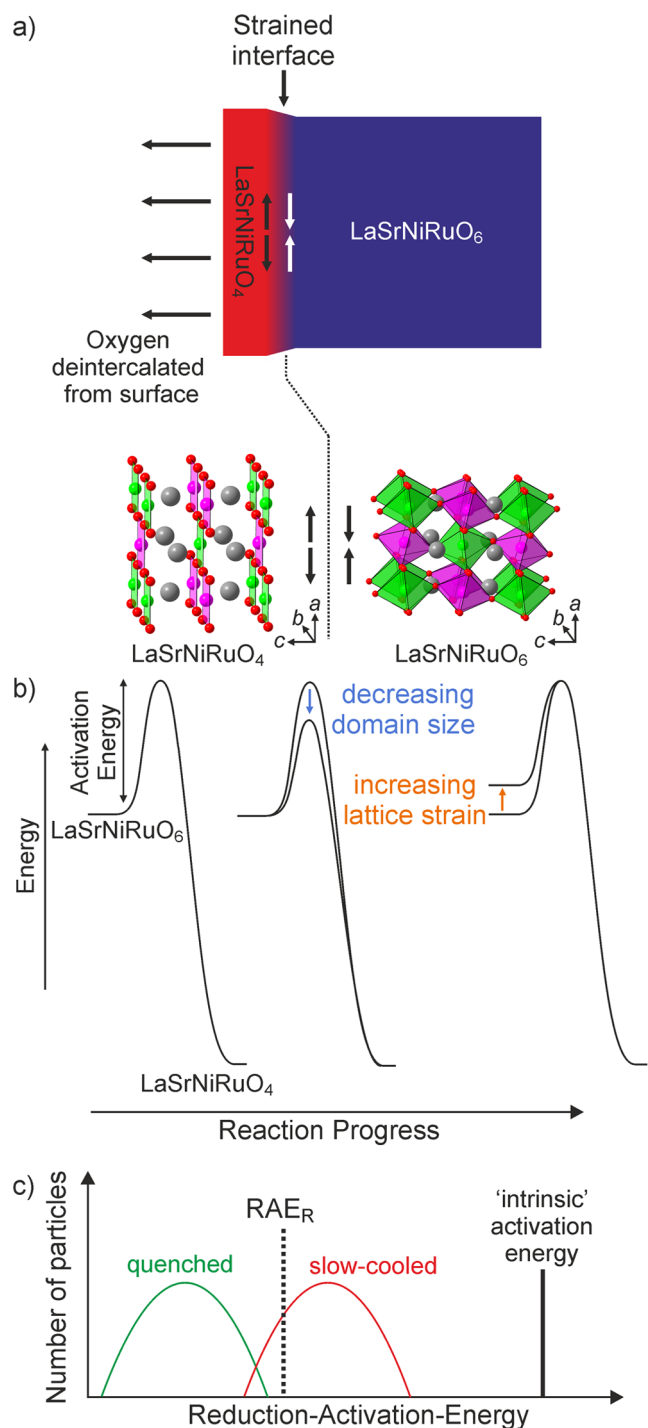 a)
Strained
interface
LaSrNiRuO₄
LaSrNiRuO₆
Oxygen
deintercalated
from surface
a
b
c
LaSrNiRuO₄
a
b
c
LaSrNiRuO₆
b)
Energy
Activation
Energy
LaSrNiRuO₆
decreasing
domain size
increasing
lattice strain
LaSrNiRuO₄
Reaction Progress
c)
Number of particles
quenched
RAE_R
slow-cooled
'intrinsic'
activation
energy
Reduction-Activation-Energy